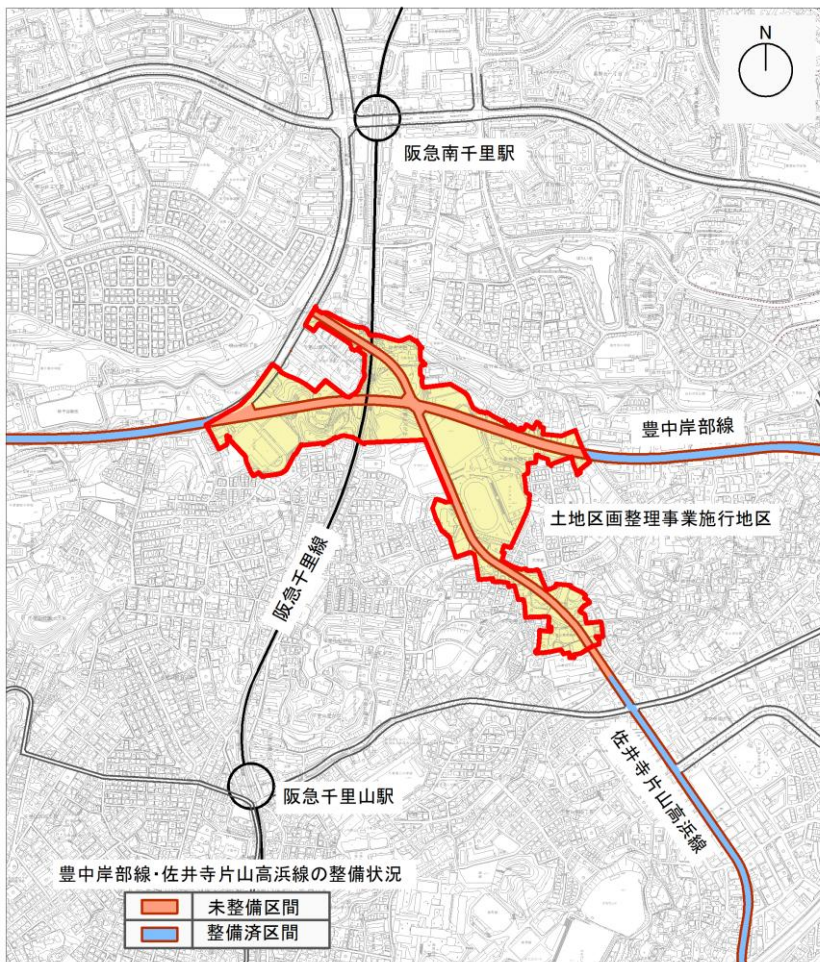 N
阪急南千里駅
豊中岸部線
土地区画整理事業施行地区
阪急千里線
佐井寺片山高浜線
阪急千里山駅
豊中岸部線・佐井寺片山高浜線の整備状況
未整備区間
整備済区間